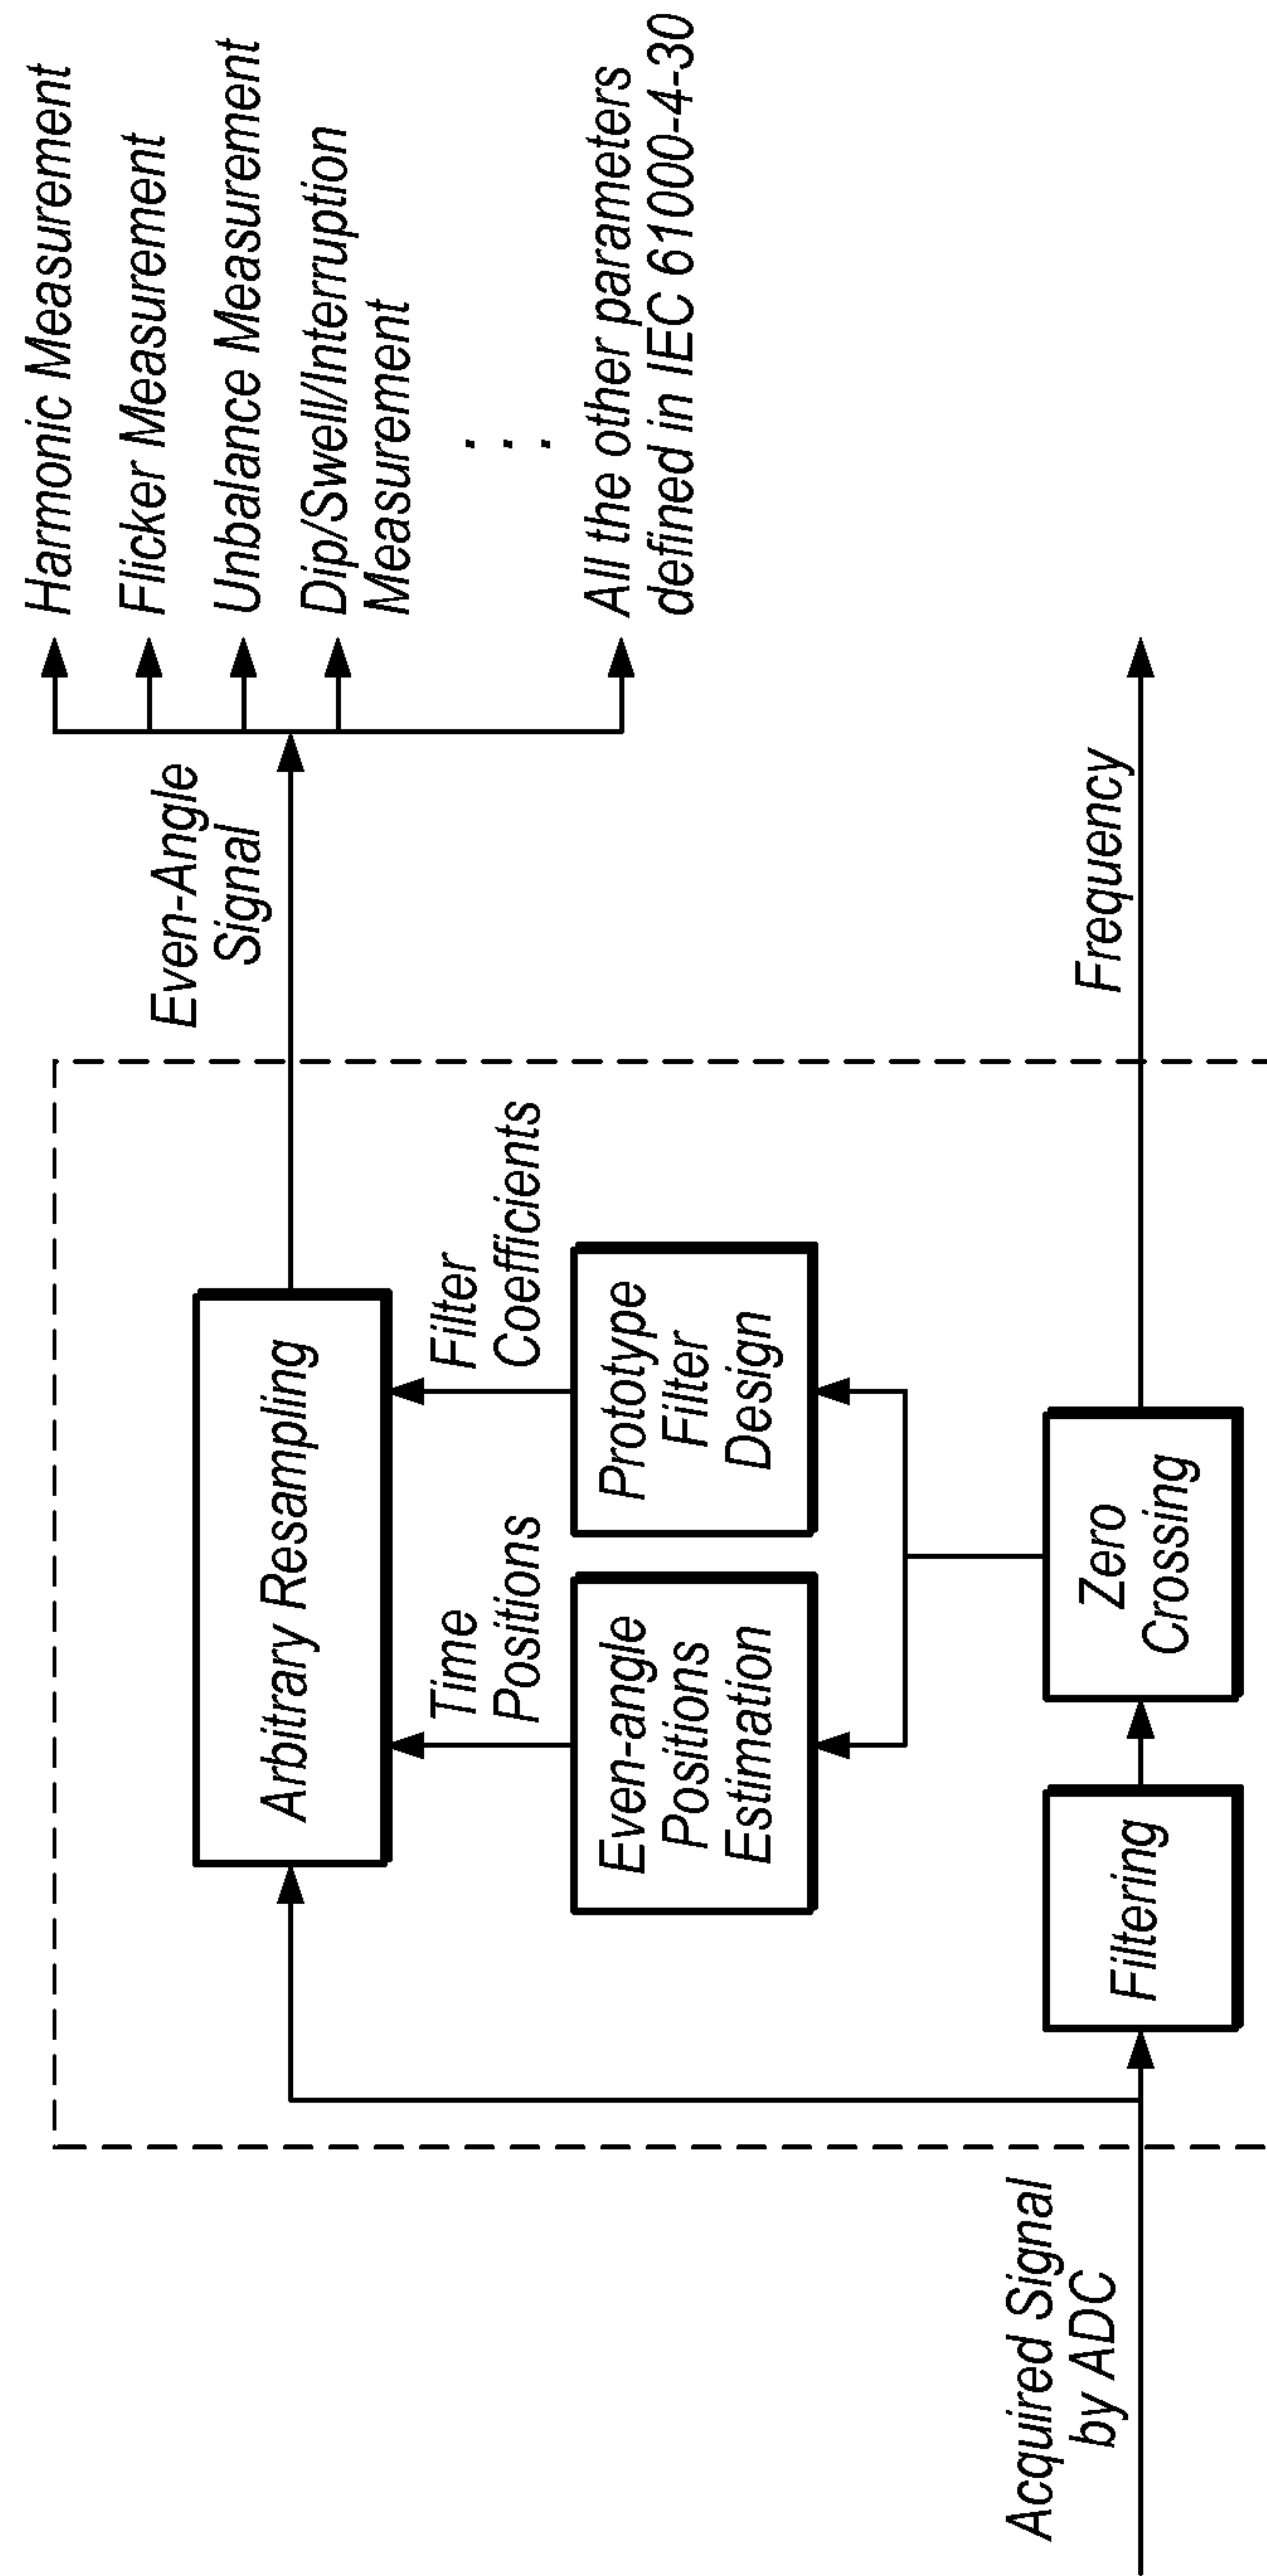 Acquired Signal
by ADC
Filtering
Zero
Crossing
Even-angle
Positions
Estimation
Prototype
Filter
Design
Time
Positions
Filter
Coefficients
Arbitrary Resampling
Even-Angle
Signal
Frequency
Harmonic Measurement
Flicker Measurement
Unbalance Measurement
Dip/Swell/Interruption
Measurement
...
All the other parameters
defined in IEC 61000-4-30